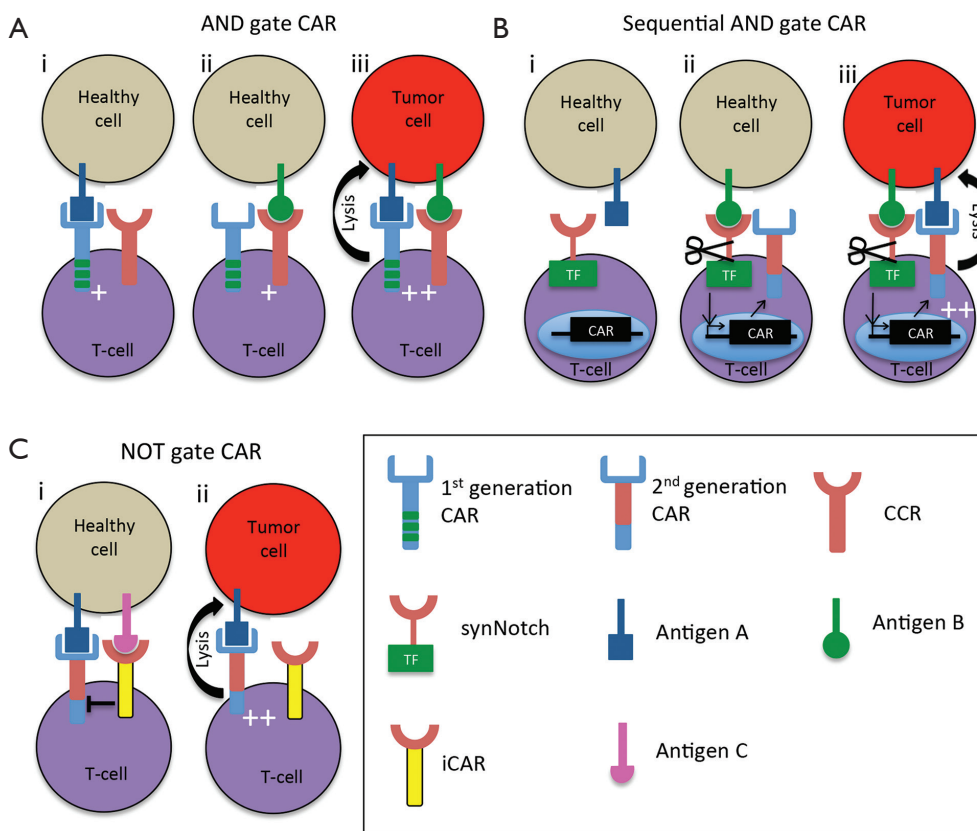 A
AND gate CAR
i
ii
iii
Healthy
cell
Healthy
cell
Tumor
cell
Lysis
+
+
++
T-cell
T-cell
T-cell
B
Sequential AND gate CAR
i
ii
iii
Healthy
cell
Healthy
cell
Tumor
cell
Lysis
TF
TF
TF
++
CAR
CAR
CAR
T-cell
T-cell
T-cell
C
NOT gate CAR
i
ii
Healthy
cell
Tumor
cell
Lysis
++
T-cell
T-cell
1st generation
CAR
2nd generation
CAR
CCR
synNotch
TF
Antigen A
Antigen B
iCAR
Antigen C